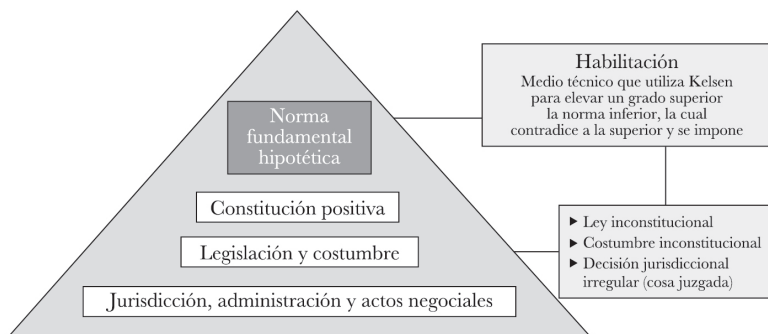 Norma
fundamental
hipotética
Constitución positiva
Legislación y costumbre
Jurisdicción, administración y actos negociales
Habilitación
Medio técnico que utiliza Kelsen
para elevar un grado superior
la norma inferior, la cual
contradice a la superior y se impone
▶ Ley inconstitucional
▶ Costumbre inconstitucional
▶ Decisión jurisdiccional
irregular (cosa juzgada)